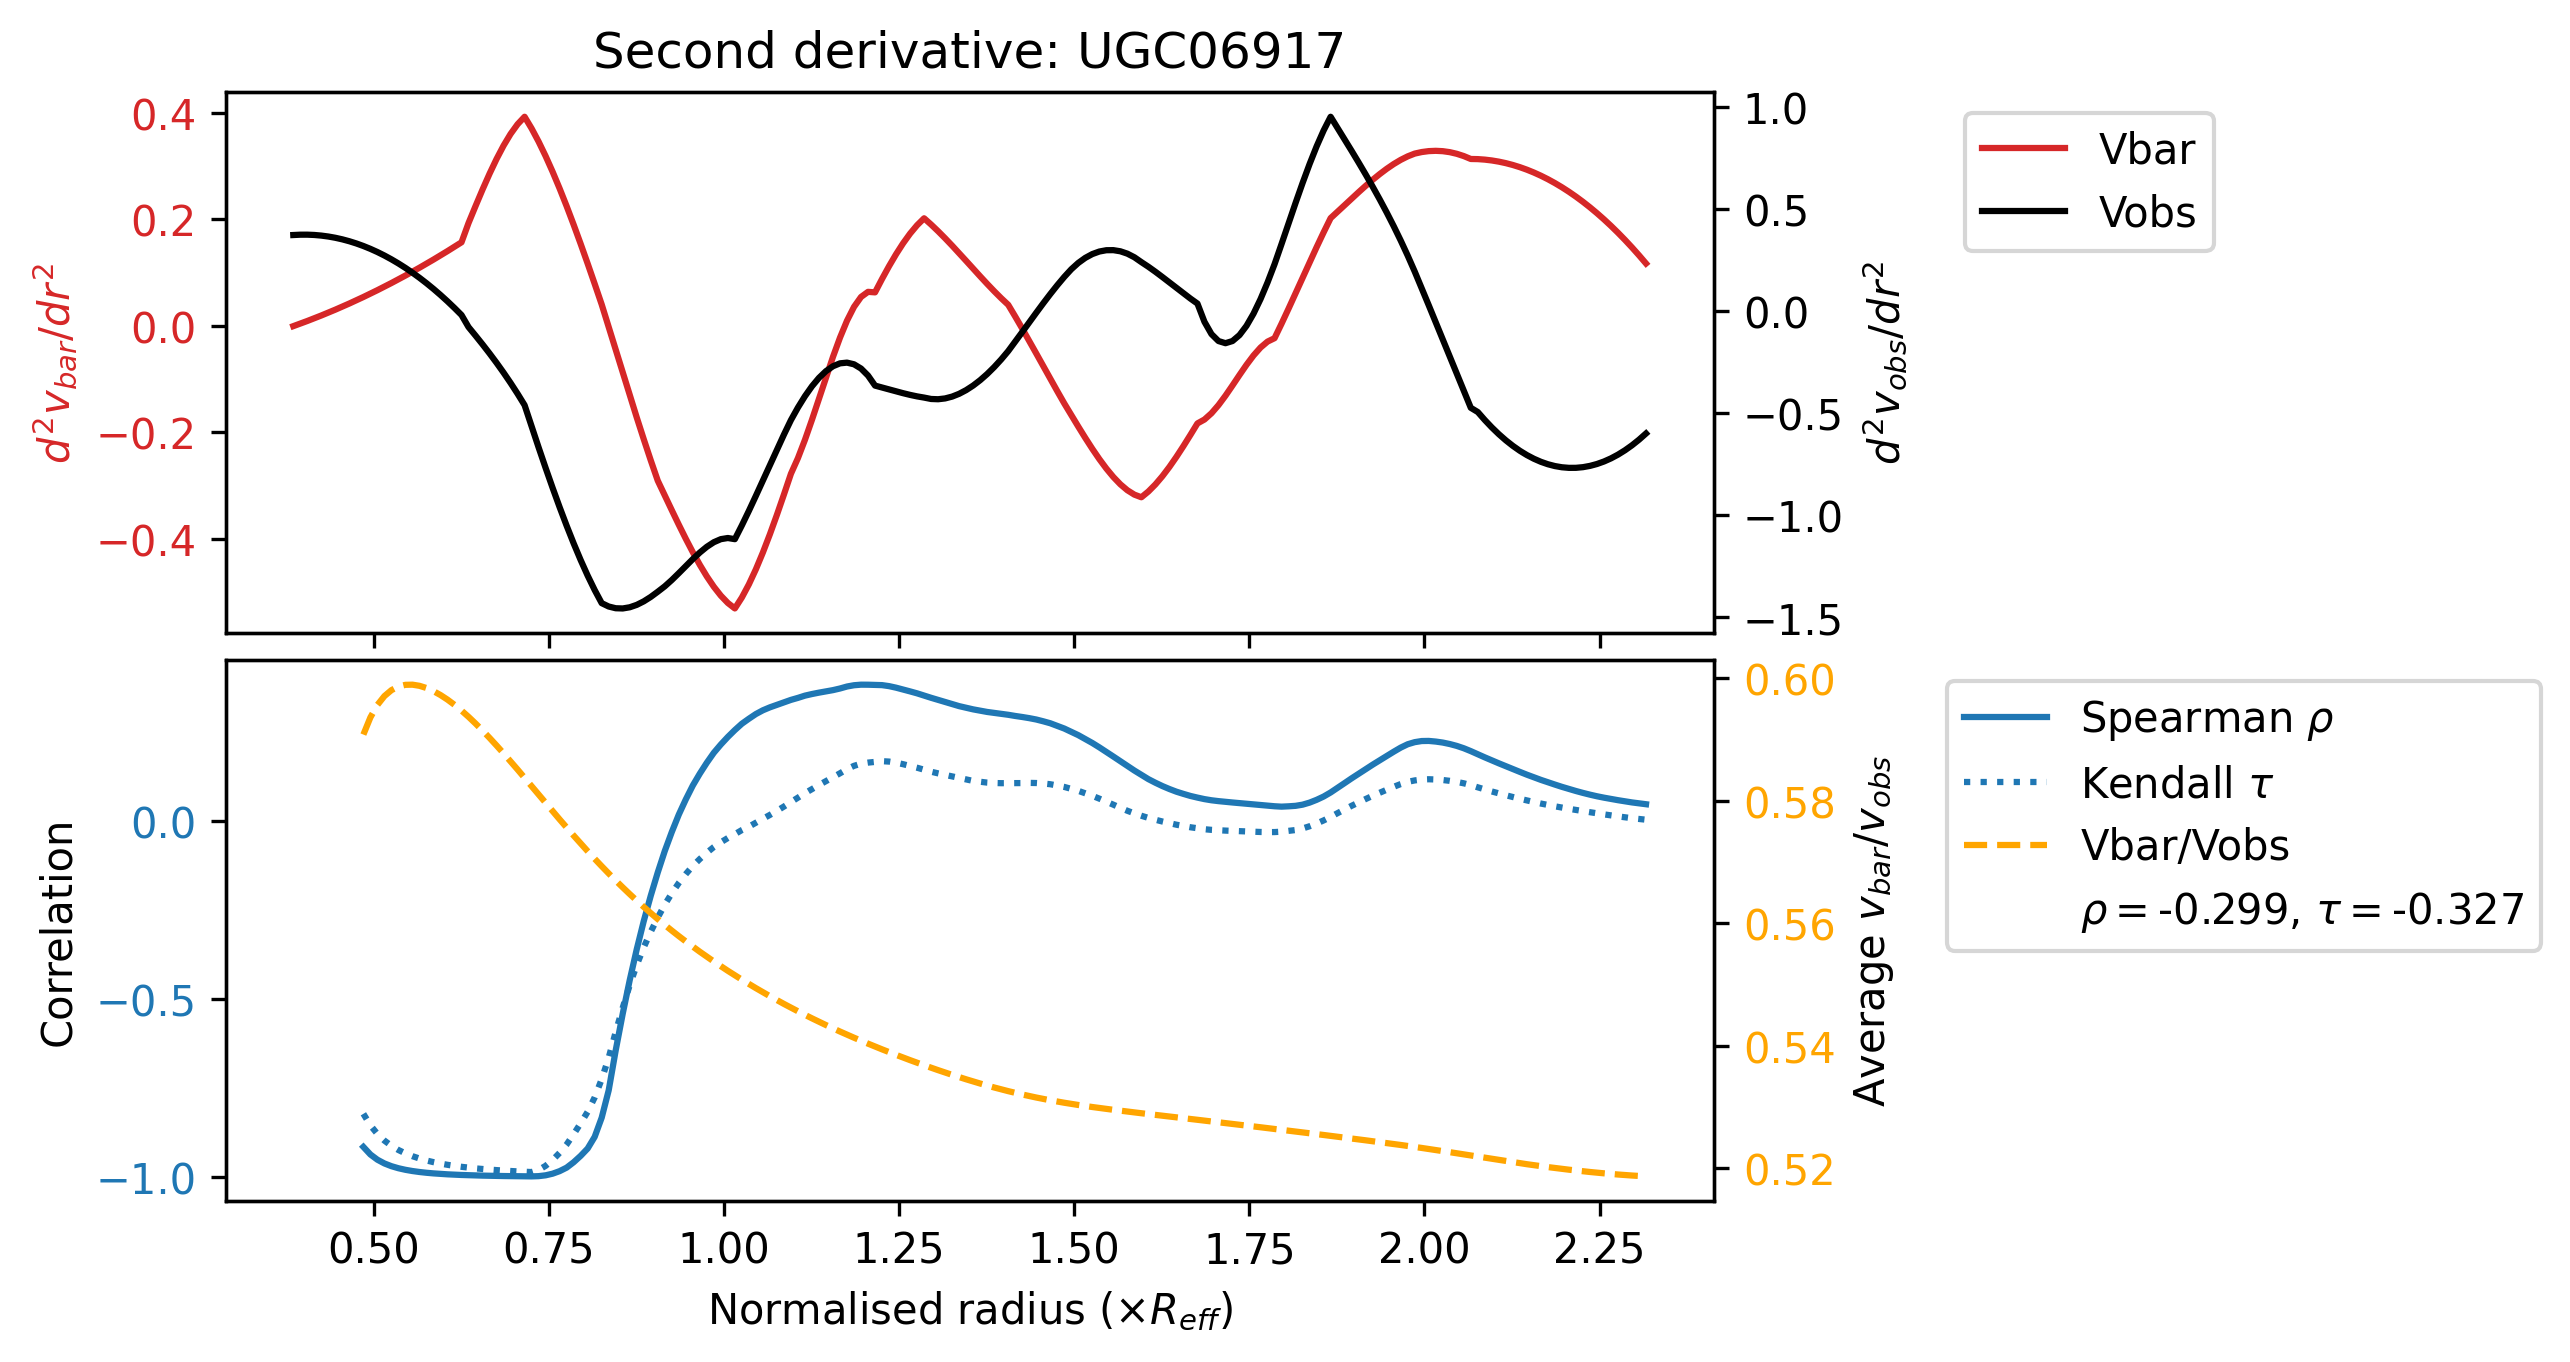 Second derivative: UGC06917
0.4
0.2
0.0
−0.2
−0.4
d²v_bar/dr²
1.0
0.5
0.0
−0.5
−1.0
−1.5
d²v_obs/dr²
Vbar
Vobs
0.0
−0.5
−1.0
Correlation
0.60
0.58
0.56
0.54
0.52
Average v_bar/v_obs
Spearman ρ
Kendall τ
Vbar/Vobs
ρ = -0.299, τ = -0.327
0.50 0.75 1.00 1.25 1.50 1.75 2.00 2.25
Normalised radius (×R_eff)